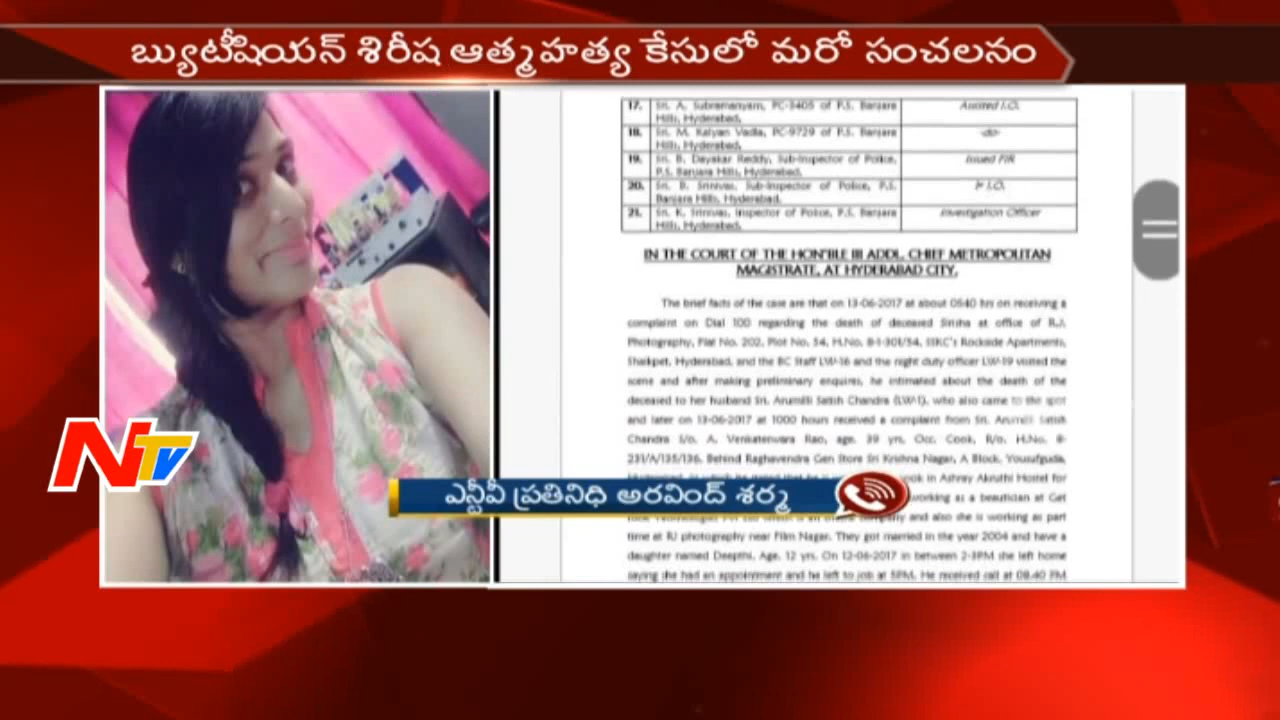 బ్యుటీషియన్ శిరీష ఆత్మహత్య కేసులో మరో సంచలనం
17. Sri. A. Subramanyam, PC-3405 of P.S. Banjara Hills, Hyderabad. Assisted I.O.
18. Sri. M. Kalyan Vadla, PC-9729 of P.S. Banjara Hills, Hyderabad. -do-
19. Sri. B. Dayakar Reddy, Sub-Inspector of Police, P.S. Banjara Hills, Hyderabad. Issued FIR
20. Sri. B. Srinivas, Sub-Inspector of Police, P.S. Banjara Hills, Hyderabad. I.O.
21. Sri. K. Srinivas, Inspector of Police, P.S. Banjara Hills, Hyderabad. Investigation Officer
IN THE COURT OF THE HON'BLE III ADDL. CHIEF METROPOLITAN
MAGISTRATE, AT HYDERABAD CITY.
The brief facts of the case are that on 13-06-2017 at about 0540 hrs on receiving a
complaint on Dial 100 regarding the death of deceased Sirisha at office of R.J.
Photography, Flat No. 202, Plot No. 54, H.No. 8-1-301/54, SSKC's Rockside Apartments,
Shaikpet, Hyderabad, and the BC Staff LW-16 and the night duty officer LW-19 visited the
scene and after making preliminary enquires, he intimated about the death of the
deceased to her husband Sri. Arumilli Satish Chandra (LW-1), who also came to the spot
and later on 13-06-2017 at 1000 hours received a complaint from Sri. Arumilli Satish
Chandra S/o. A. Venkateswara Rao, age. 39 yrs, Occ. Cook, R/o. H.No. 8-
231/A/135/136, Behind Raghavendra Gen Store Sri Krishna Nagar, A Block, Yousufguda,
in Ashray Akruthi Hostel for
working as a beautician at Get
company and also she is working as part
time at RJ photography near Film Nagar. They got married in the year 2004 and have a
daughter named Deepthi, Age. 12 yrs. On 12-06-2017 in between 2-3PM she left home
saying she had an appointment and he left to job at 5PM. He received call at 08.40 PM
NTV
ఎన్టీవీ ప్రతినిధి అరవింద్ శర్మ